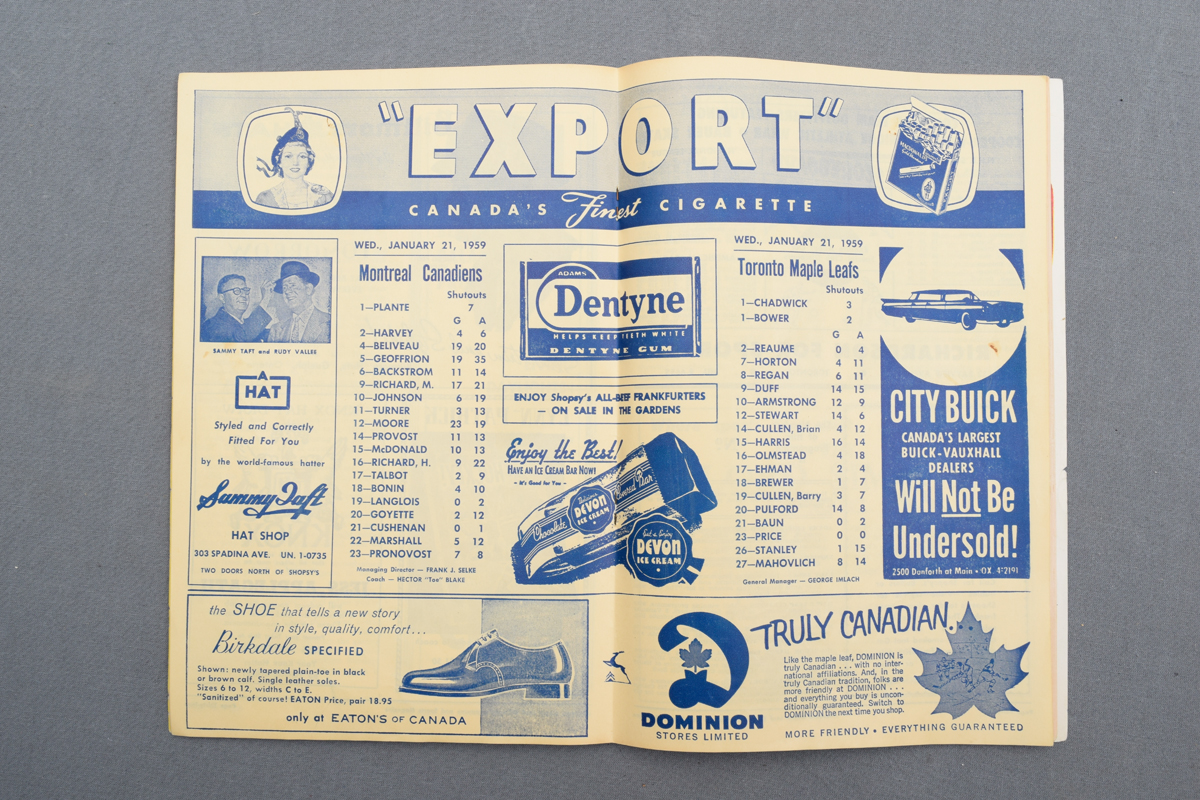 "EXPORT"
CANADA'S Finest CIGARETTE
SAMMY TAFT and RUDY VALLEE
A
HAT
Styled and Correctly
Fitted For You
by the world-famous hatter
Sammy Taft
HAT SHOP
303 SPADINA AVE. UN. 1-0735
TWO DOORS NORTH OF SHOPSY'S
WED., JANUARY 21, 1959
Montreal Canadiens
Shutouts
1—PLANTE 7
G A
2—HARVEY 4 6
4—BELIVEAU 19 20
5—GEOFFRION 19 35
6—BACKSTROM 11 14
9—RICHARD, M. 17 21
10—JOHNSON 6 19
11—TURNER 3 13
12—MOORE 23 19
14—PROVOST 11 13
15—McDONALD 10 13
16—RICHARD, H. 9 22
17—TALBOT 2 9
18—BONIN 4 10
19—LANGLOIS 0 2
20—GOYETTE 2 12
21—CUSHENAN 0 1
22—MARSHALL 5 12
23—PRONOVOST 7 8
Managing Director — FRANK J. SELKE
Coach — HECTOR "Toe" BLAKE
ADAMS
Dentyne
HELPS KEEP TEETH WHITE
DENTYNE GUM
ENJOY Shopsy's ALL-BEEF FRANKFURTERS
— ON SALE IN THE GARDENS
Enjoy the Best!
HAVE AN ICE CREAM BAR NOW!
- It's Good for You -
Chocolate
Delicious
DEVON
ICE CREAM
Covered Bar
DEVON
ICE CREAM
WED., JANUARY 21, 1959
Toronto Maple Leafs
Shutouts
1—CHADWICK 3
1—BOWER 2
G A
2—REAUME 0 4
7—HORTON 4 11
8—REGAN 6 11
9—DUFF 14 15
10—ARMSTRONG 12 9
12—STEWART 14 6
14—CULLEN, Brian 4 12
15—HARRIS 16 14
16—OLMSTEAD 4 18
17—EHMAN 2 4
18—BREWER 1 7
19—CULLEN, Barry 3 7
20—PULFORD 14 8
21—BAUN 0 2
23—PRICE 0 0
26—STANLEY 1 15
27—MAHOVLICH 8 14
General Manager — GEORGE IMLACH
CITY BUICK
CANADA'S LARGEST
BUICK-VAUXHALL
DEALERS
Will Not Be
Undersold!
2500 Danforth at Main • OX. 4-2191
the SHOE that tells a new story
in style, quality, comfort...
Birkdale SPECIFIED
Shown: newly tapered plain-toe in black
or brown calf. Single leather soles.
Sizes 6 to 12, widths C to E.
"Sanitized" of course! EATON Price, pair 18.95
only at EATON'S OF CANADA
DOMINION
STORES LIMITED
TRULY CANADIAN.
Like the maple leaf, DOMINION is
truly Canadian . . . with no inter-
national affiliations. And, in the
truly Canadian tradition, folks are
more friendly at DOMINION . . .
and everything you buy is uncon-
ditionally guaranteed. Switch to
DOMINION the next time you shop.
MORE FRIENDLY • EVERYTHING GUARANTEED